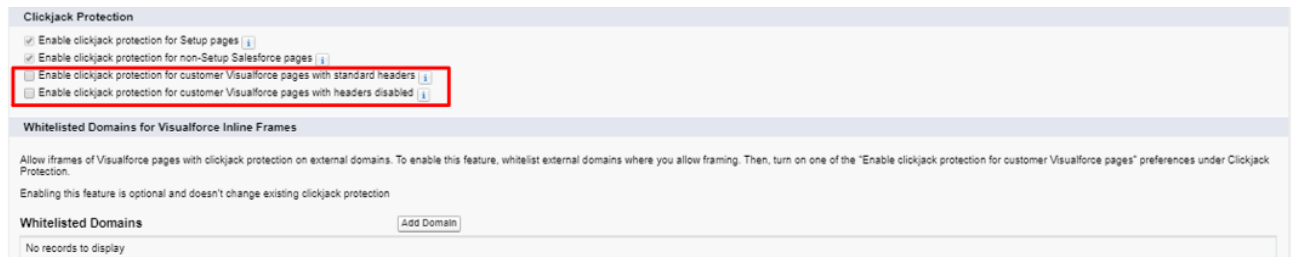 Clickjack Protection
Enable clickjack protection for Setup pages i
Enable clickjack protection for non-Setup Salesforce pages i
Enable clickjack protection for customer Visualforce pages with standard headers i
Enable clickjack protection for customer Visualforce pages with headers disabled i
Whitelisted Domains for Visualforce Inline Frames
Allow iframes of Visualforce pages with clickjack protection on external domains. To enable this feature, whitelist external domains where you allow framing. Then, turn on one of the "Enable clickjack protection for customer Visualforce pages" preferences under Clickjack
Protection.
Enabling this feature is optional and doesn't change existing clickjack protection
Whitelisted Domains Add Domain
No records to display